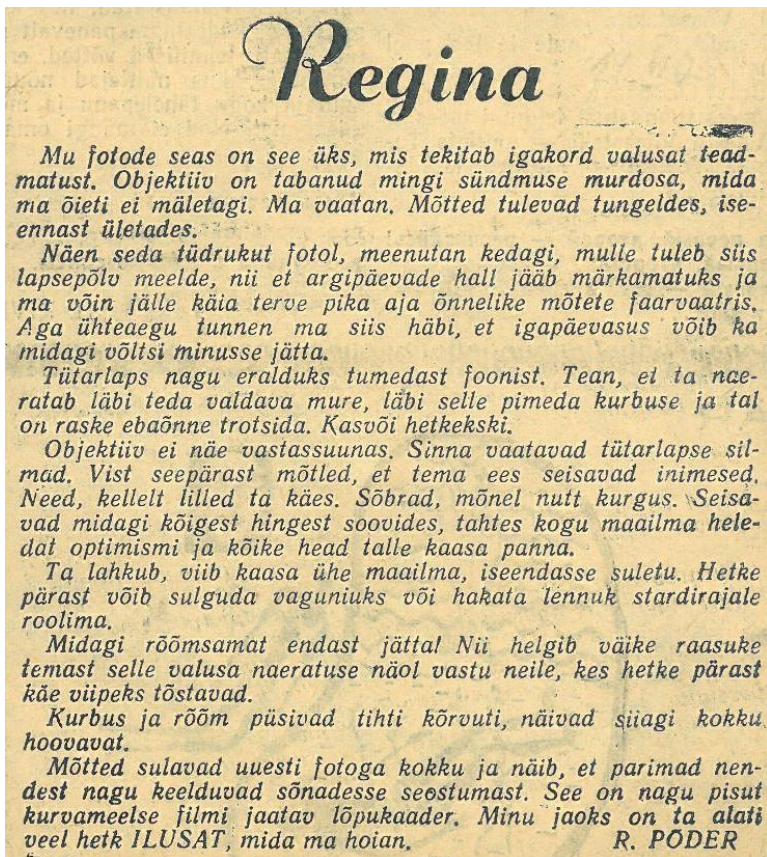 Regina
Mu fotode seas on see üks, mis tekitab igakord valusat tead-
matust. Objektiiv on tabanud mingi sündmuse murdosa, mida
ma õieti ei mäletagi. Ma vaatan. Mõtted tulevad tungeldes, ise-
ennast ületades.
Näen seda tüdrukut fotol, meenutan kedagi, mulle tuleb siis
lapsepõlv meelde, nii et argipäevade hall jääb märkamatuks ja
ma võin jälle käia terve pika aja õnnelike mõtete faarvaatris.
Aga ühteaegu tunnen ma siis häbi, et igapäevasus võib ka
midagi võltsi minusse jätta.
Tütarlaps nagu eralduks tumedast foonist. Tean, et ta nae-
ratab läbi teda valdava mure, läbi selle pimeda kurbuse ja tal
on raske ebaõnne trotsida. Kasvõi hetkekski.
Objektiiv ei näe vastassuunas. Sinna vaatavad tütarlapse sil-
mad. Vist seepärast mõtled, et tema ees seisavad inimesed.
Need, kellelt lilled ta käes. Sõbrad, mõnel nutt kurgus. Seisa-
vad midagi kõigest hingest soovides, tahtes kogu maailma hele-
dat optimismi ja kõike head talle kaasa panna.
Ta lahkub, viib kaasa ühe maailma, iseendasse suletu. Hetke
pärast võib sulguda vaguniuks või hakata lennuk stardirajale
roolima.
Midagi rõõmsamat endast jätta! Nii helgib väike raasuke
temast selle valusa naeratuse näol vastu neile, kes hetke pärast
käe viipeks tõstavad.
Kurbus ja rõõm püsivad tihti kõrvuti, näivad siiagi kokku
hoovavat.
Mõtted sulavad uuesti fotoga kokku ja näib, et parimad nen-
dest nagu keelduvad sõnadesse seostumast. See on nagu pisut
kurvameelse filmi jaatav lõpukaader. Minu jaoks on ta alati
veel hetk ILUSAT, mida ma hoian. R. PÕDER